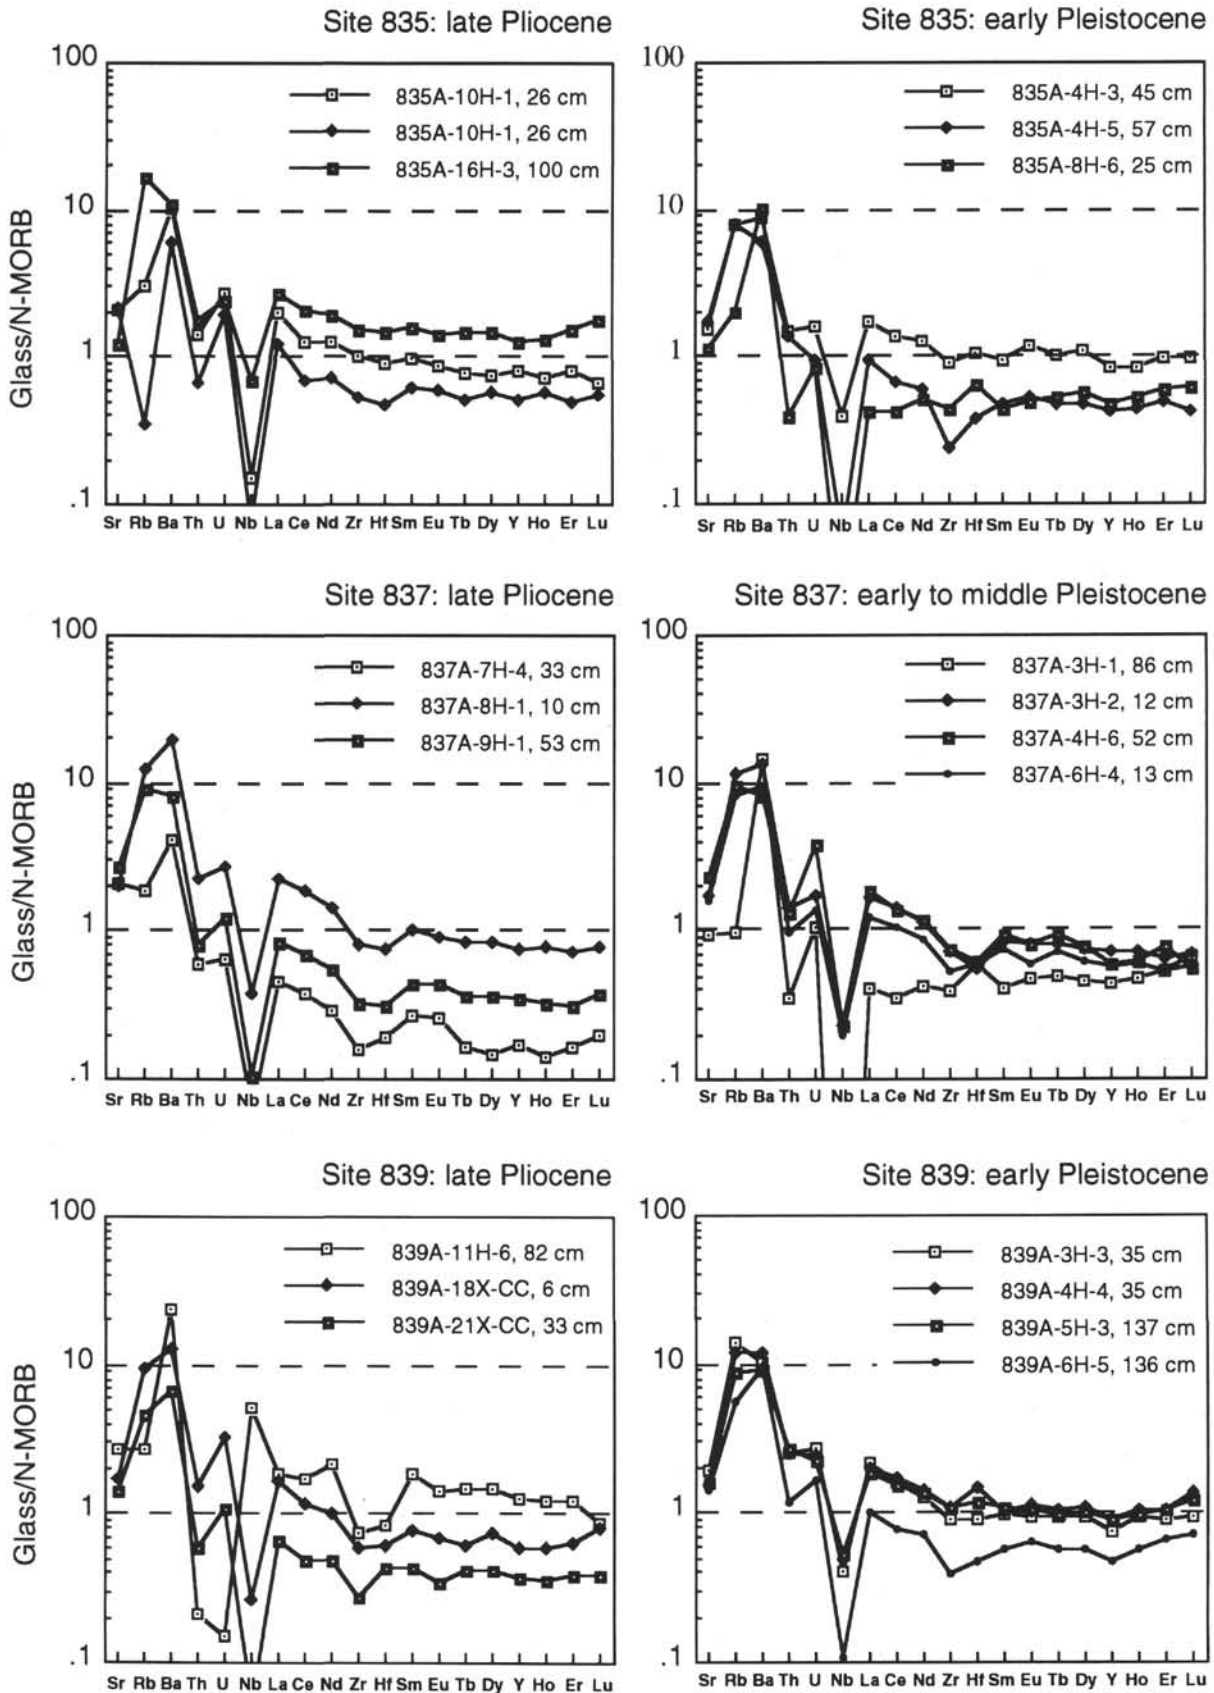 Site 835: late Pliocene
100
10
1
.1
Glass/N-MORB
835A-10H-1, 26 cm
835A-10H-1, 26 cm
835A-16H-3, 100 cm
Sr Rb Ba Th U Nb La Ce Nd Zr Hf Sm Eu Tb Dy Y Ho Er Lu
Site 835: early Pleistocene
100
10
1
.1
835A-4H-3, 45 cm
835A-4H-5, 57 cm
835A-8H-6, 25 cm
Sr Rb Ba Th U Nb La Ce Nd Zr Hf Sm Eu Tb Dy Y Ho Er Lu
Site 837: late Pliocene
100
10
1
.1
Glass/N-MORB
837A-7H-4, 33 cm
837A-8H-1, 10 cm
837A-9H-1, 53 cm
Sr Rb Ba Th U Nb La Ce Nd Zr Hf Sm Eu Tb Dy Y Ho Er Lu
Site 837: early to middle Pleistocene
100
10
1
.1
837A-3H-1, 86 cm
837A-3H-2, 12 cm
837A-4H-6, 52 cm
837A-6H-4, 13 cm
Sr Rb Ba Th U Nb La Ce Nd Zr Hf Sm Eu Tb Dy Y Ho Er Lu
Site 839: late Pliocene
100
10
1
.1
Glass/N-MORB
839A-11H-6, 82 cm
839A-18X-CC, 6 cm
839A-21X-CC, 33 cm
Sr Rb Ba Th U Nb La Ce Nd Zr Hf Sm Eu Tb Dy Y Ho Er Lu
Site 839: early Pleistocene
100
10
1
.1
839A-3H-3, 35 cm
839A-4H-4, 35 cm
839A-5H-3, 137 cm
839A-6H-5, 136 cm
Sr Rb Ba Th U Nb La Ce Nd Zr Hf Sm Eu Tb Dy Y Ho Er Lu